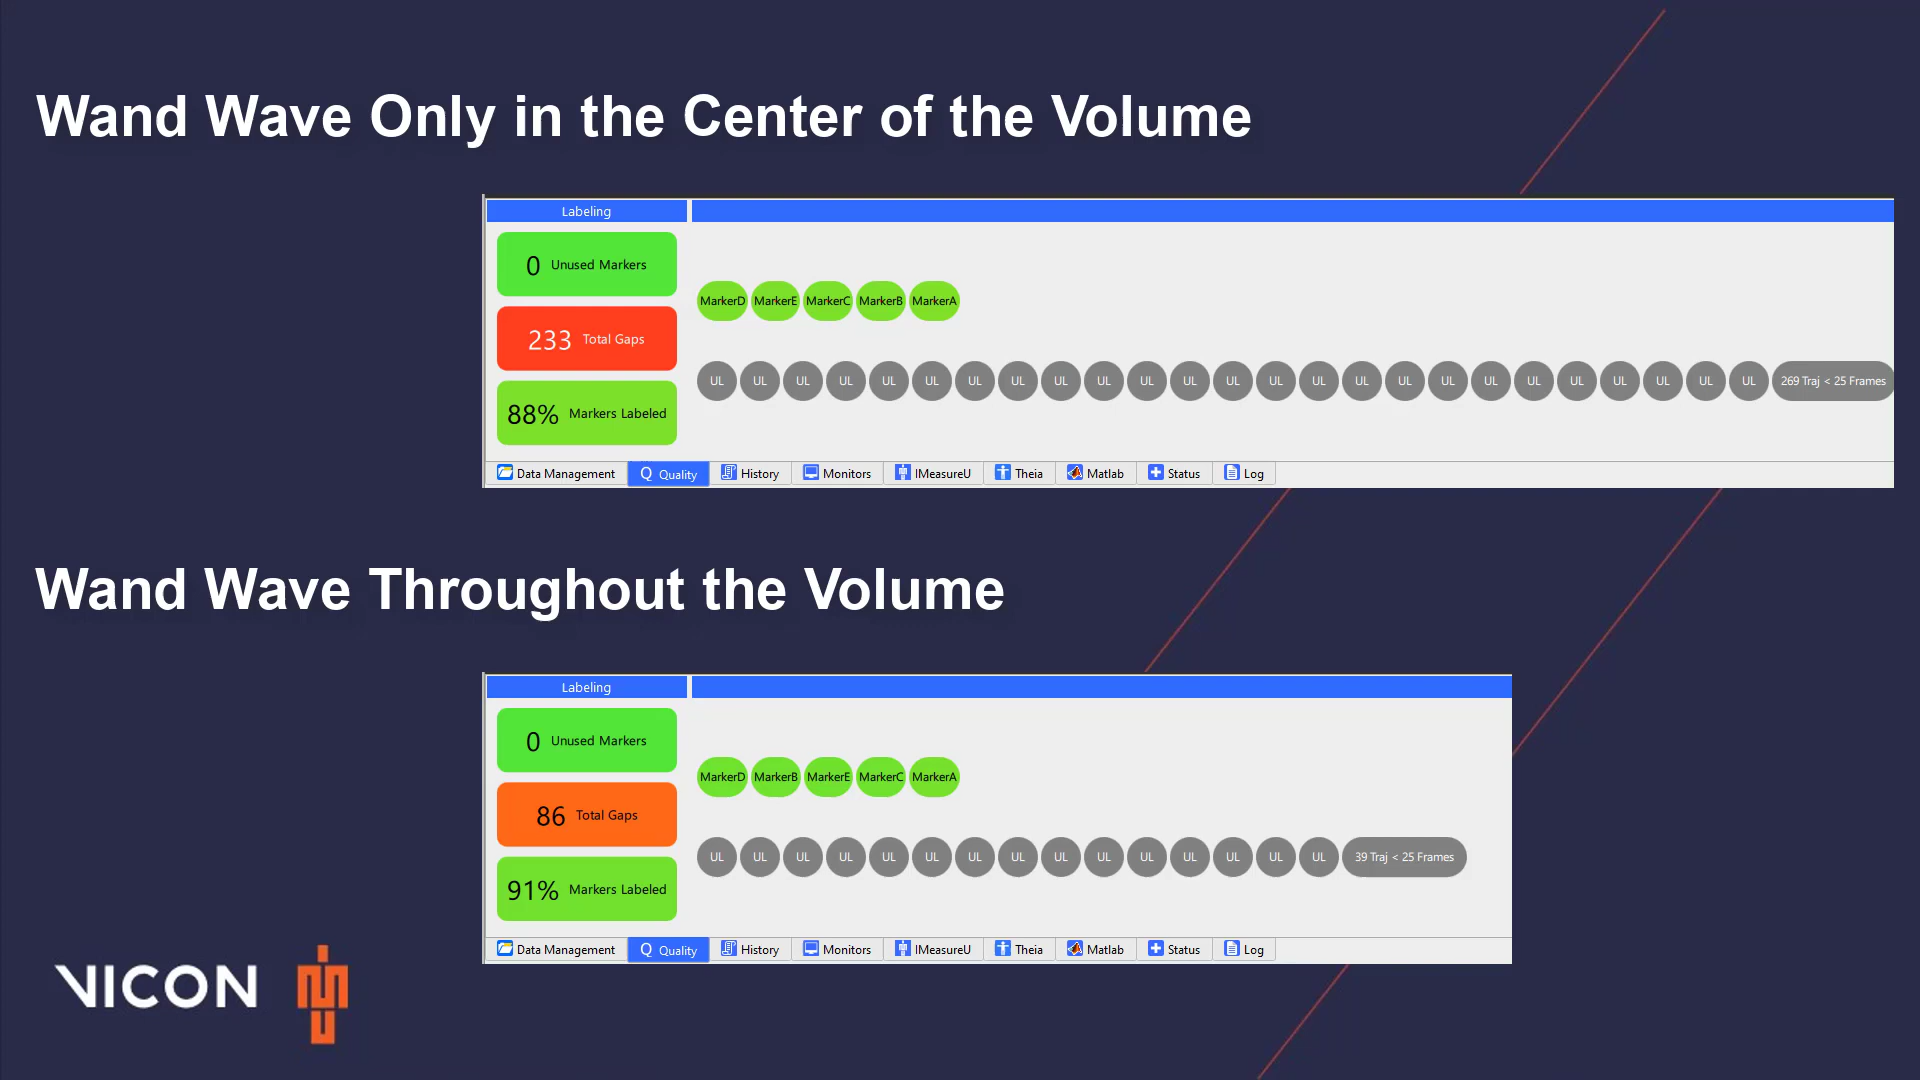 Wand Wave Only in the Center of the Volume
Labeling
0 Unused Markers
233 Total Gaps
88% Markers Labeled
MarkerD MarkerE MarkerC MarkerB MarkerA
UL UL UL UL UL UL UL UL UL UL UL UL UL UL UL UL UL UL UL UL UL UL UL UL UL 269 Traj < 25 Frames
Data Management Quality History Monitors IMeasureU Theia Matlab Status Log
Wand Wave Throughout the Volume
Labeling
0 Unused Markers
86 Total Gaps
91% Markers Labeled
MarkerD MarkerB MarkerE MarkerC MarkerA
UL UL UL UL UL UL UL UL UL UL UL UL UL UL UL 39 Traj < 25 Frames
Data Management Quality History Monitors IMeasureU Theia Matlab Status Log
VICON